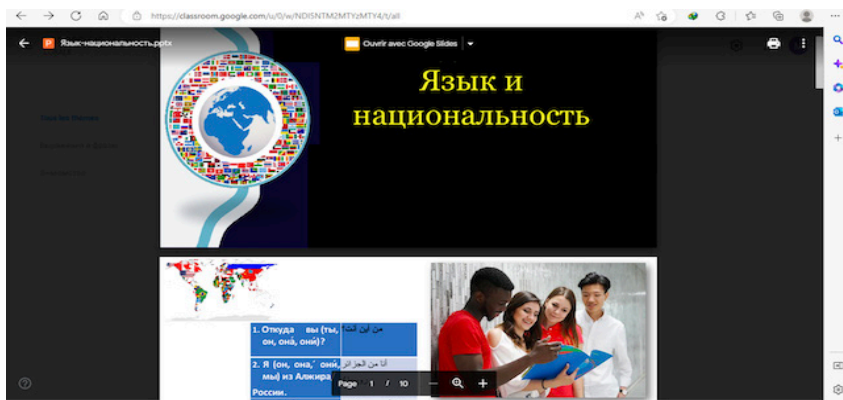 https://classroom.google.com/u/0/w/NDI5NTM2MTYzMTY4/t/all
Язык-национальность.pptx
Ouvrir avec Google Slides
Язык и
национальность
1. Откуда вы (ты,
он, она́, они́)?
من اين انت؟
2. Я (он, она,́ они́,
мы) из Алжира
России.
أنا من الجزائر
Page 1 / 10